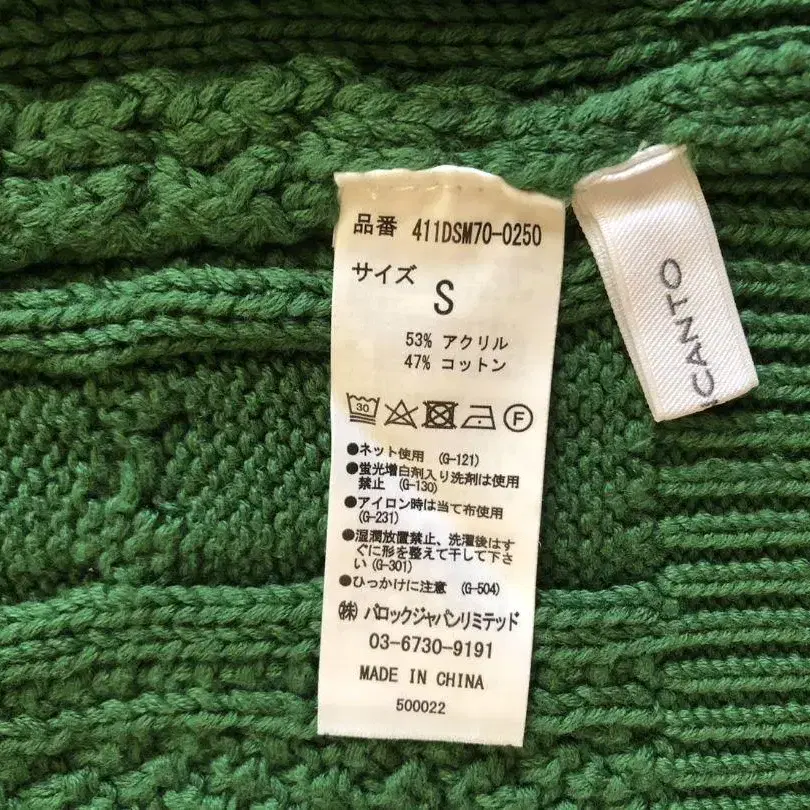 品番 411DSM70-0250
サイズ
S
53% アクリル
47% コットン
30
F
●ネット使用 (G-121)
●蛍光増白剤入り洗剤は使用
禁止 (G-130)
●アイロン時は当て布使用
(G-231)
●湿潤放置禁止、洗濯後はす
ぐに形を整えて干して下さ
い(G-301)
●ひっかけに注意 (G-504)
㈱ バロックジャパンリミテッド
03-6730-9191
MADE IN CHINA
500022
CANTO